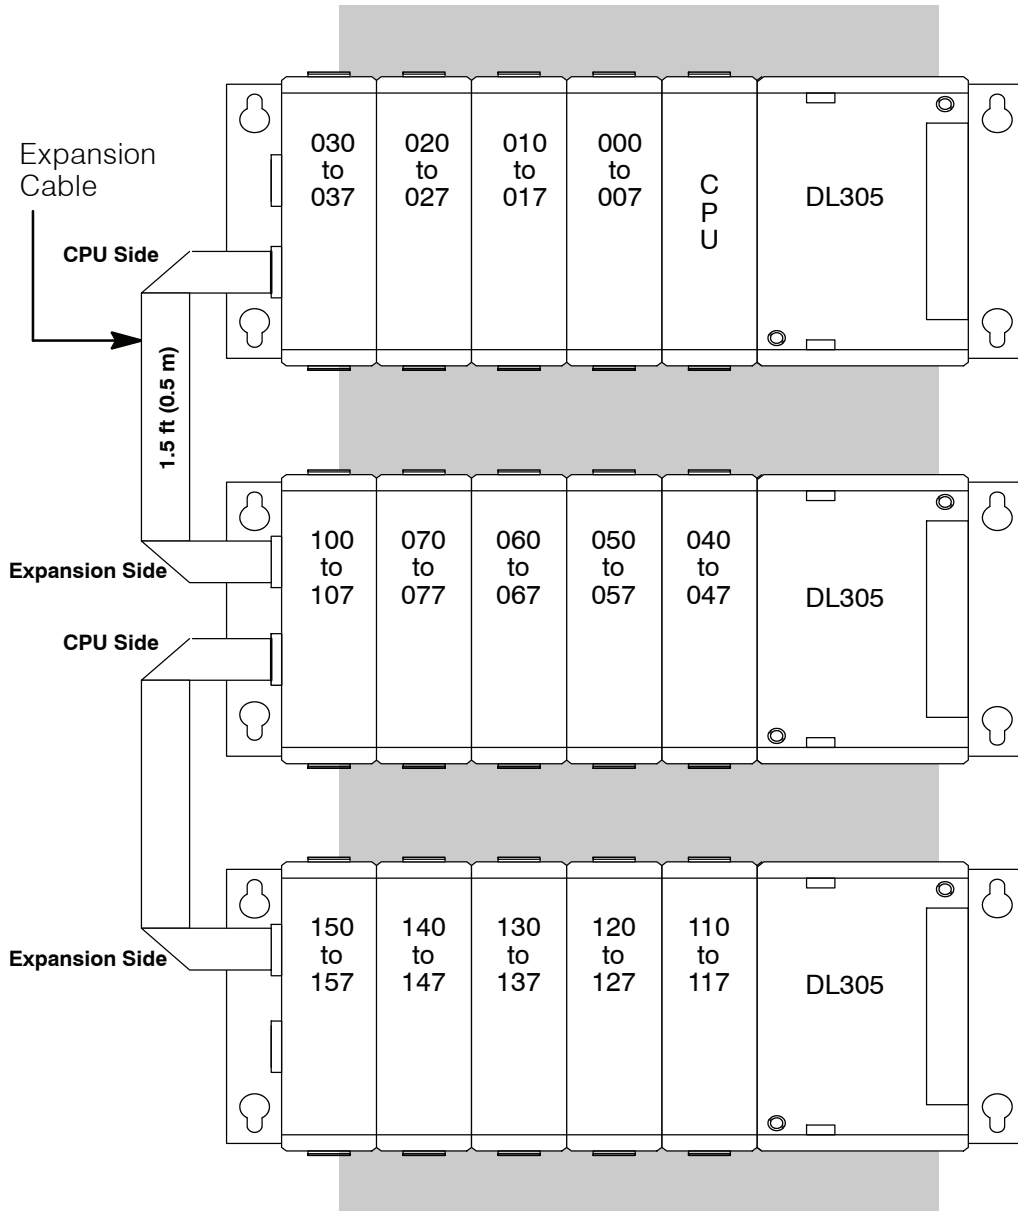 Expansion
Cable
CPU Side
1.5 ft (0.5 m)
030
to
037
020
to
027
010
to
017
000
to
007
C
P
U
DL305
Expansion Side
CPU Side
100
to
107
070
to
077
060
to
067
050
to
057
040
to
047
DL305
Expansion Side
150
to
157
140
to
147
130
to
137
120
to
127
110
to
117
DL305